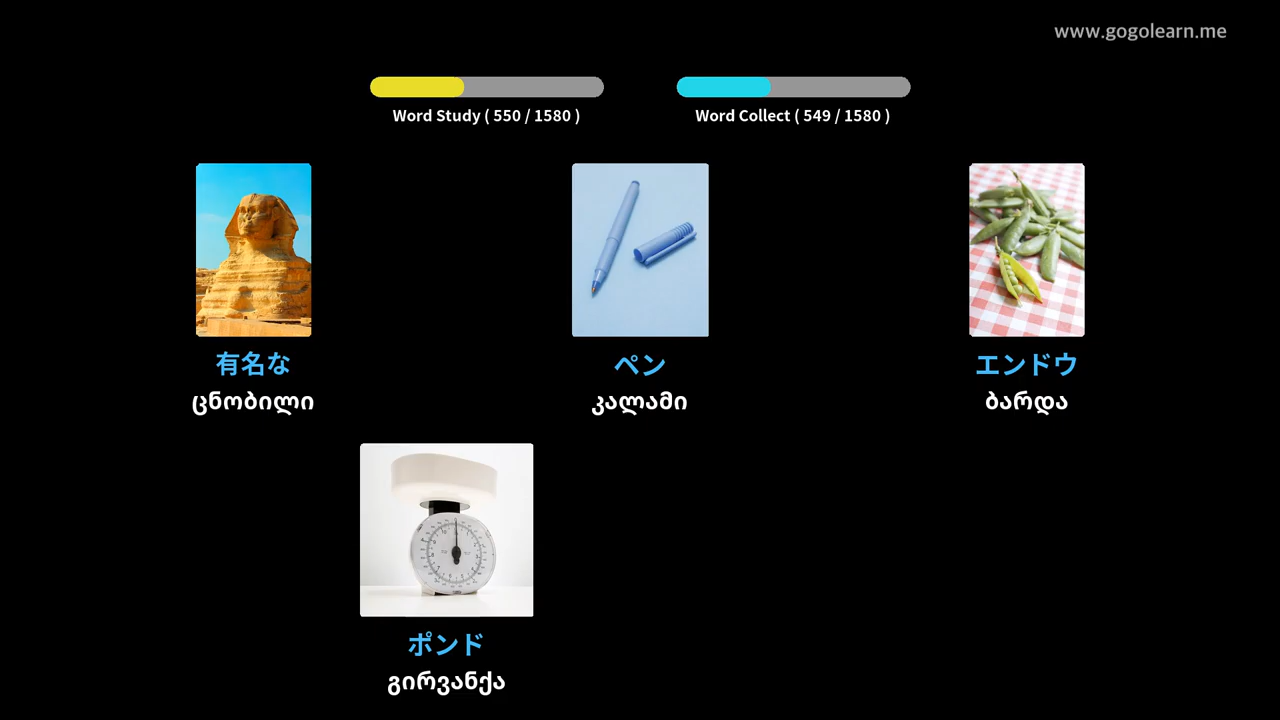 www.gogolearn.me
Word Study ( 550 / 1580 )
Word Collect ( 549 / 1580 )
有名な
ცნობილი
ペン
კალამი
エンドウ
ბარდა
ポンド
გირვანქა